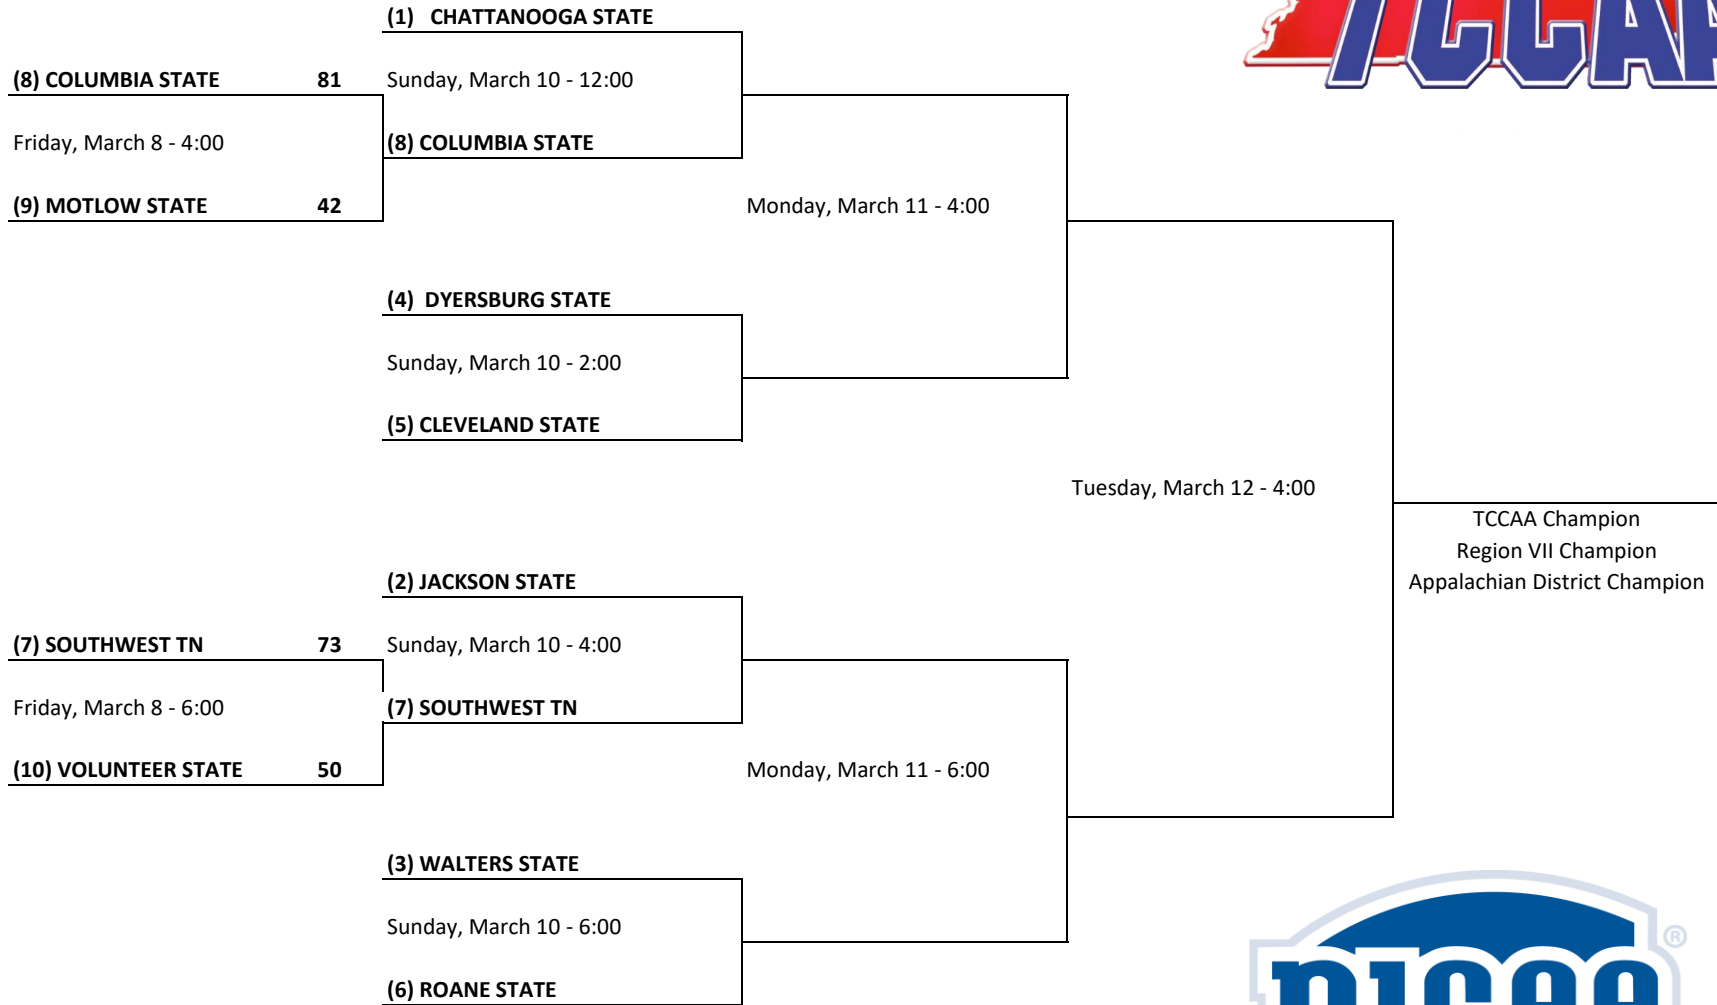 (1) CHATTANOOGA STATE
(8) COLUMBIA STATE 81
Sunday, March 10 - 12:00
Friday, March 8 - 4:00
(8) COLUMBIA STATE
(9) MOTLOW STATE 42
Monday, March 11 - 4:00
(4) DYERSBURG STATE
Sunday, March 10 - 2:00
(5) CLEVELAND STATE
Tuesday, March 12 - 4:00
TCCAA Champion
Region VII Champion
Appalachian District Champion
(2) JACKSON STATE
(7) SOUTHWEST TN 73
Sunday, March 10 - 4:00
Friday, March 8 - 6:00
(7) SOUTHWEST TN
(10) VOLUNTEER STATE 50
Monday, March 11 - 6:00
(3) WALTERS STATE
Sunday, March 10 - 6:00
(6) ROANE STATE
TCCAA
njcaa
®